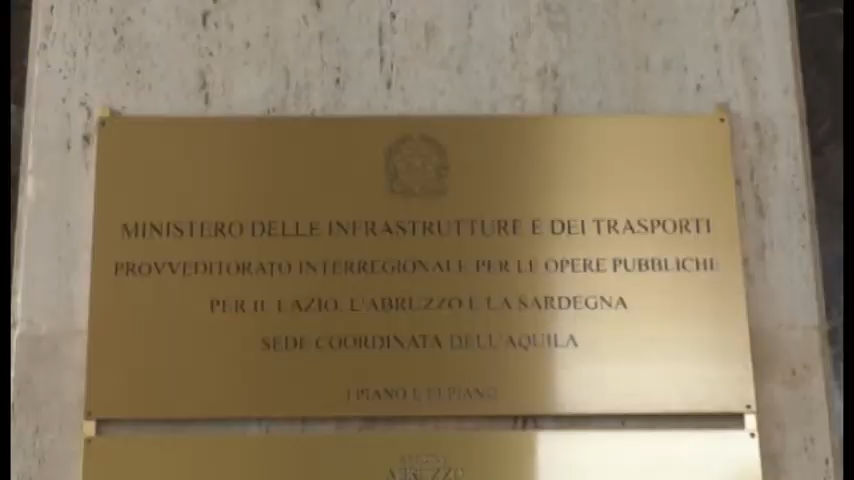 MINISTERO DELLE INFRASTRUTTURE E DEI TRASPORTI
PROVVEDITORATO INTERREGIONALE PER LE OPERE PUBBLICHE
PER IL LAZIO, L'ABRUZZO E LA SARDEGNA
SEDE COORDINATA DELL'AQUILA
I PIANO E II PIANO
ABRUZZO